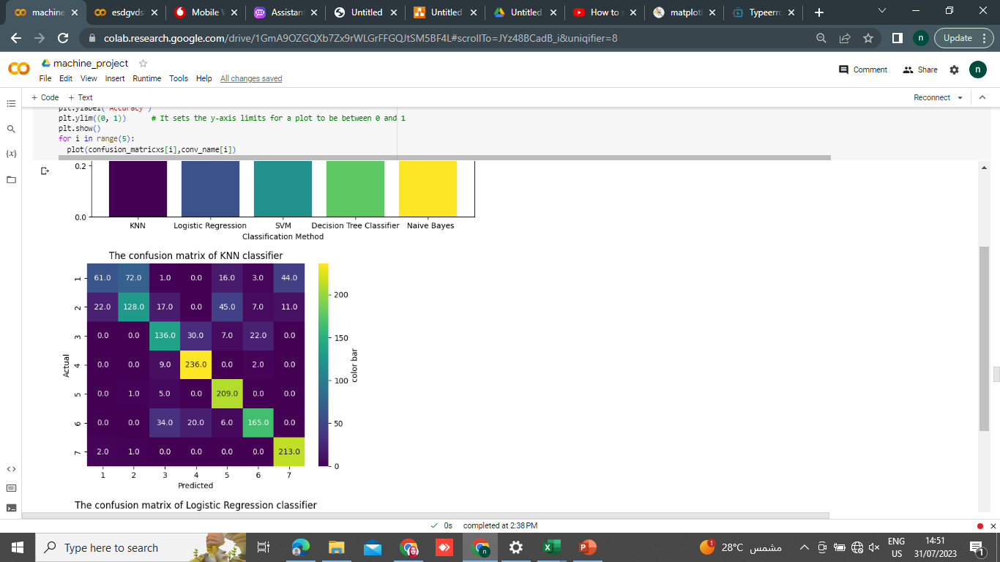 machine
esdgvds
Mobile \
Assistan
Untitled
Untitled
Untitled
How to s
matplotl
Typeerro
colab.research.google.com/drive/1GmA9OZGQXb7Zx9rWLGrFFGQJtSM5BF4L#scrollTo=JYz48BCadB_i&uniqifier=8
n
Update
machine_project
File Edit View Insert Runtime Tools Help All changes saved
Comment
Share
n
+ Code + Text
Reconnect
plt.ylabel('Accuracy')
plt.ylim((0, 1)) # It sets the y-axis limits for a plot to be between 0 and 1
plt.show()
for i in range(5):
plot(confusion_matricxs[i],conv_name[i])
{x}
0.2
0.0
KNN Logistic Regression SVM Decision Tree Classifier Naive Bayes
Classification Method
The confusion matrix of KNN classifier
1 61.0 72.0 1.0 0.0 16.0 3.0 44.0
2 22.0 128.0 17.0 0.0 45.0 7.0 11.0
3 0.0 0.0 136.0 30.0 7.0 22.0 0.0
4 0.0 0.0 9.0 236.0 0.0 2.0 0.0
5 0.0 1.0 5.0 0.0 209.0 0.0 0.0
6 0.0 0.0 34.0 20.0 6.0 165.0 0.0
7 2.0 1.0 0.0 0.0 0.0 0.0 213.0
1 2 3 4 5 6 7
Predicted
Actual
200
150
100
50
0
color bar
The confusion matrix of Logistic Regression classifier
0s completed at 2:38 PM
Type here to search
1
28°C مشمس
ENG
US
14:51
31/07/2023
1